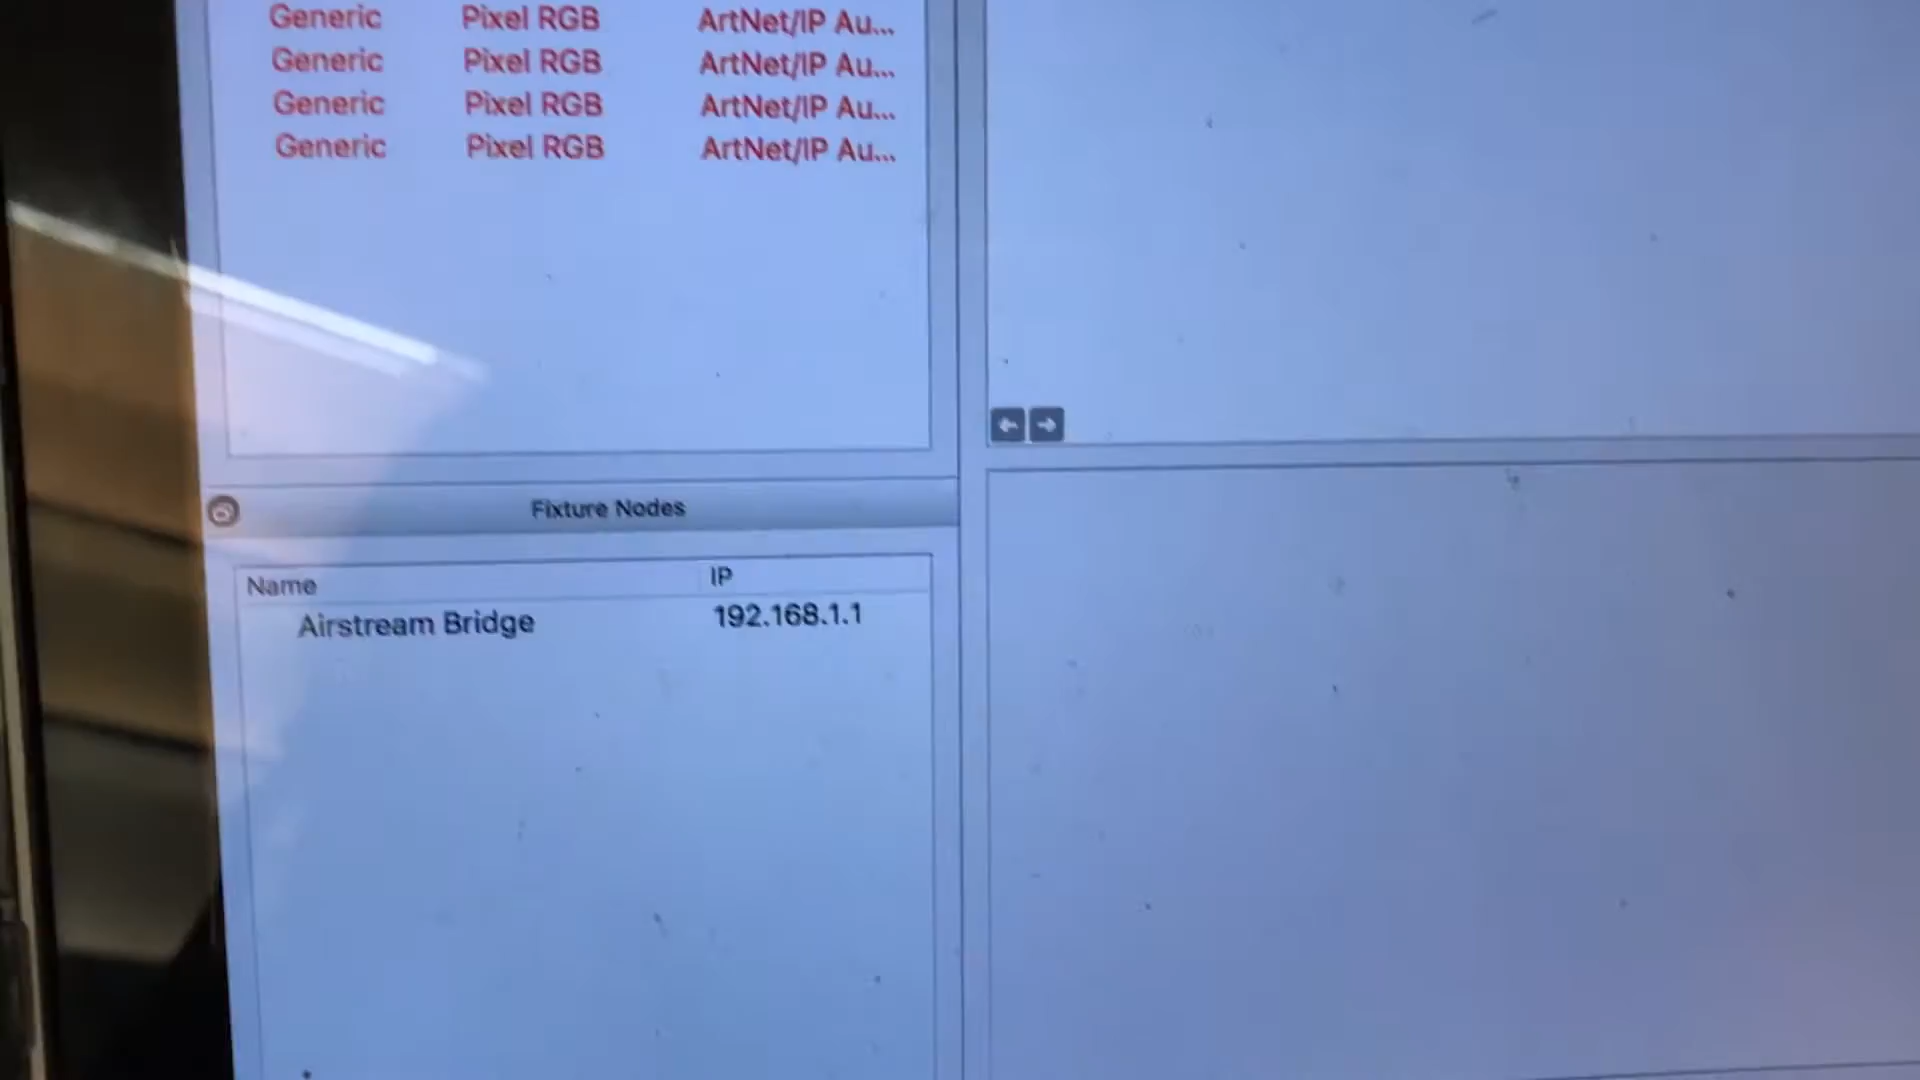 Generic Pixel RGB ArtNet/IP Au...
Generic Pixel RGB ArtNet/IP Au...
Generic Pixel RGB ArtNet/IP Au...
Generic Pixel RGB ArtNet/IP Au...
Fixture Nodes
Name IP
Airstream Bridge 192.168.1.1